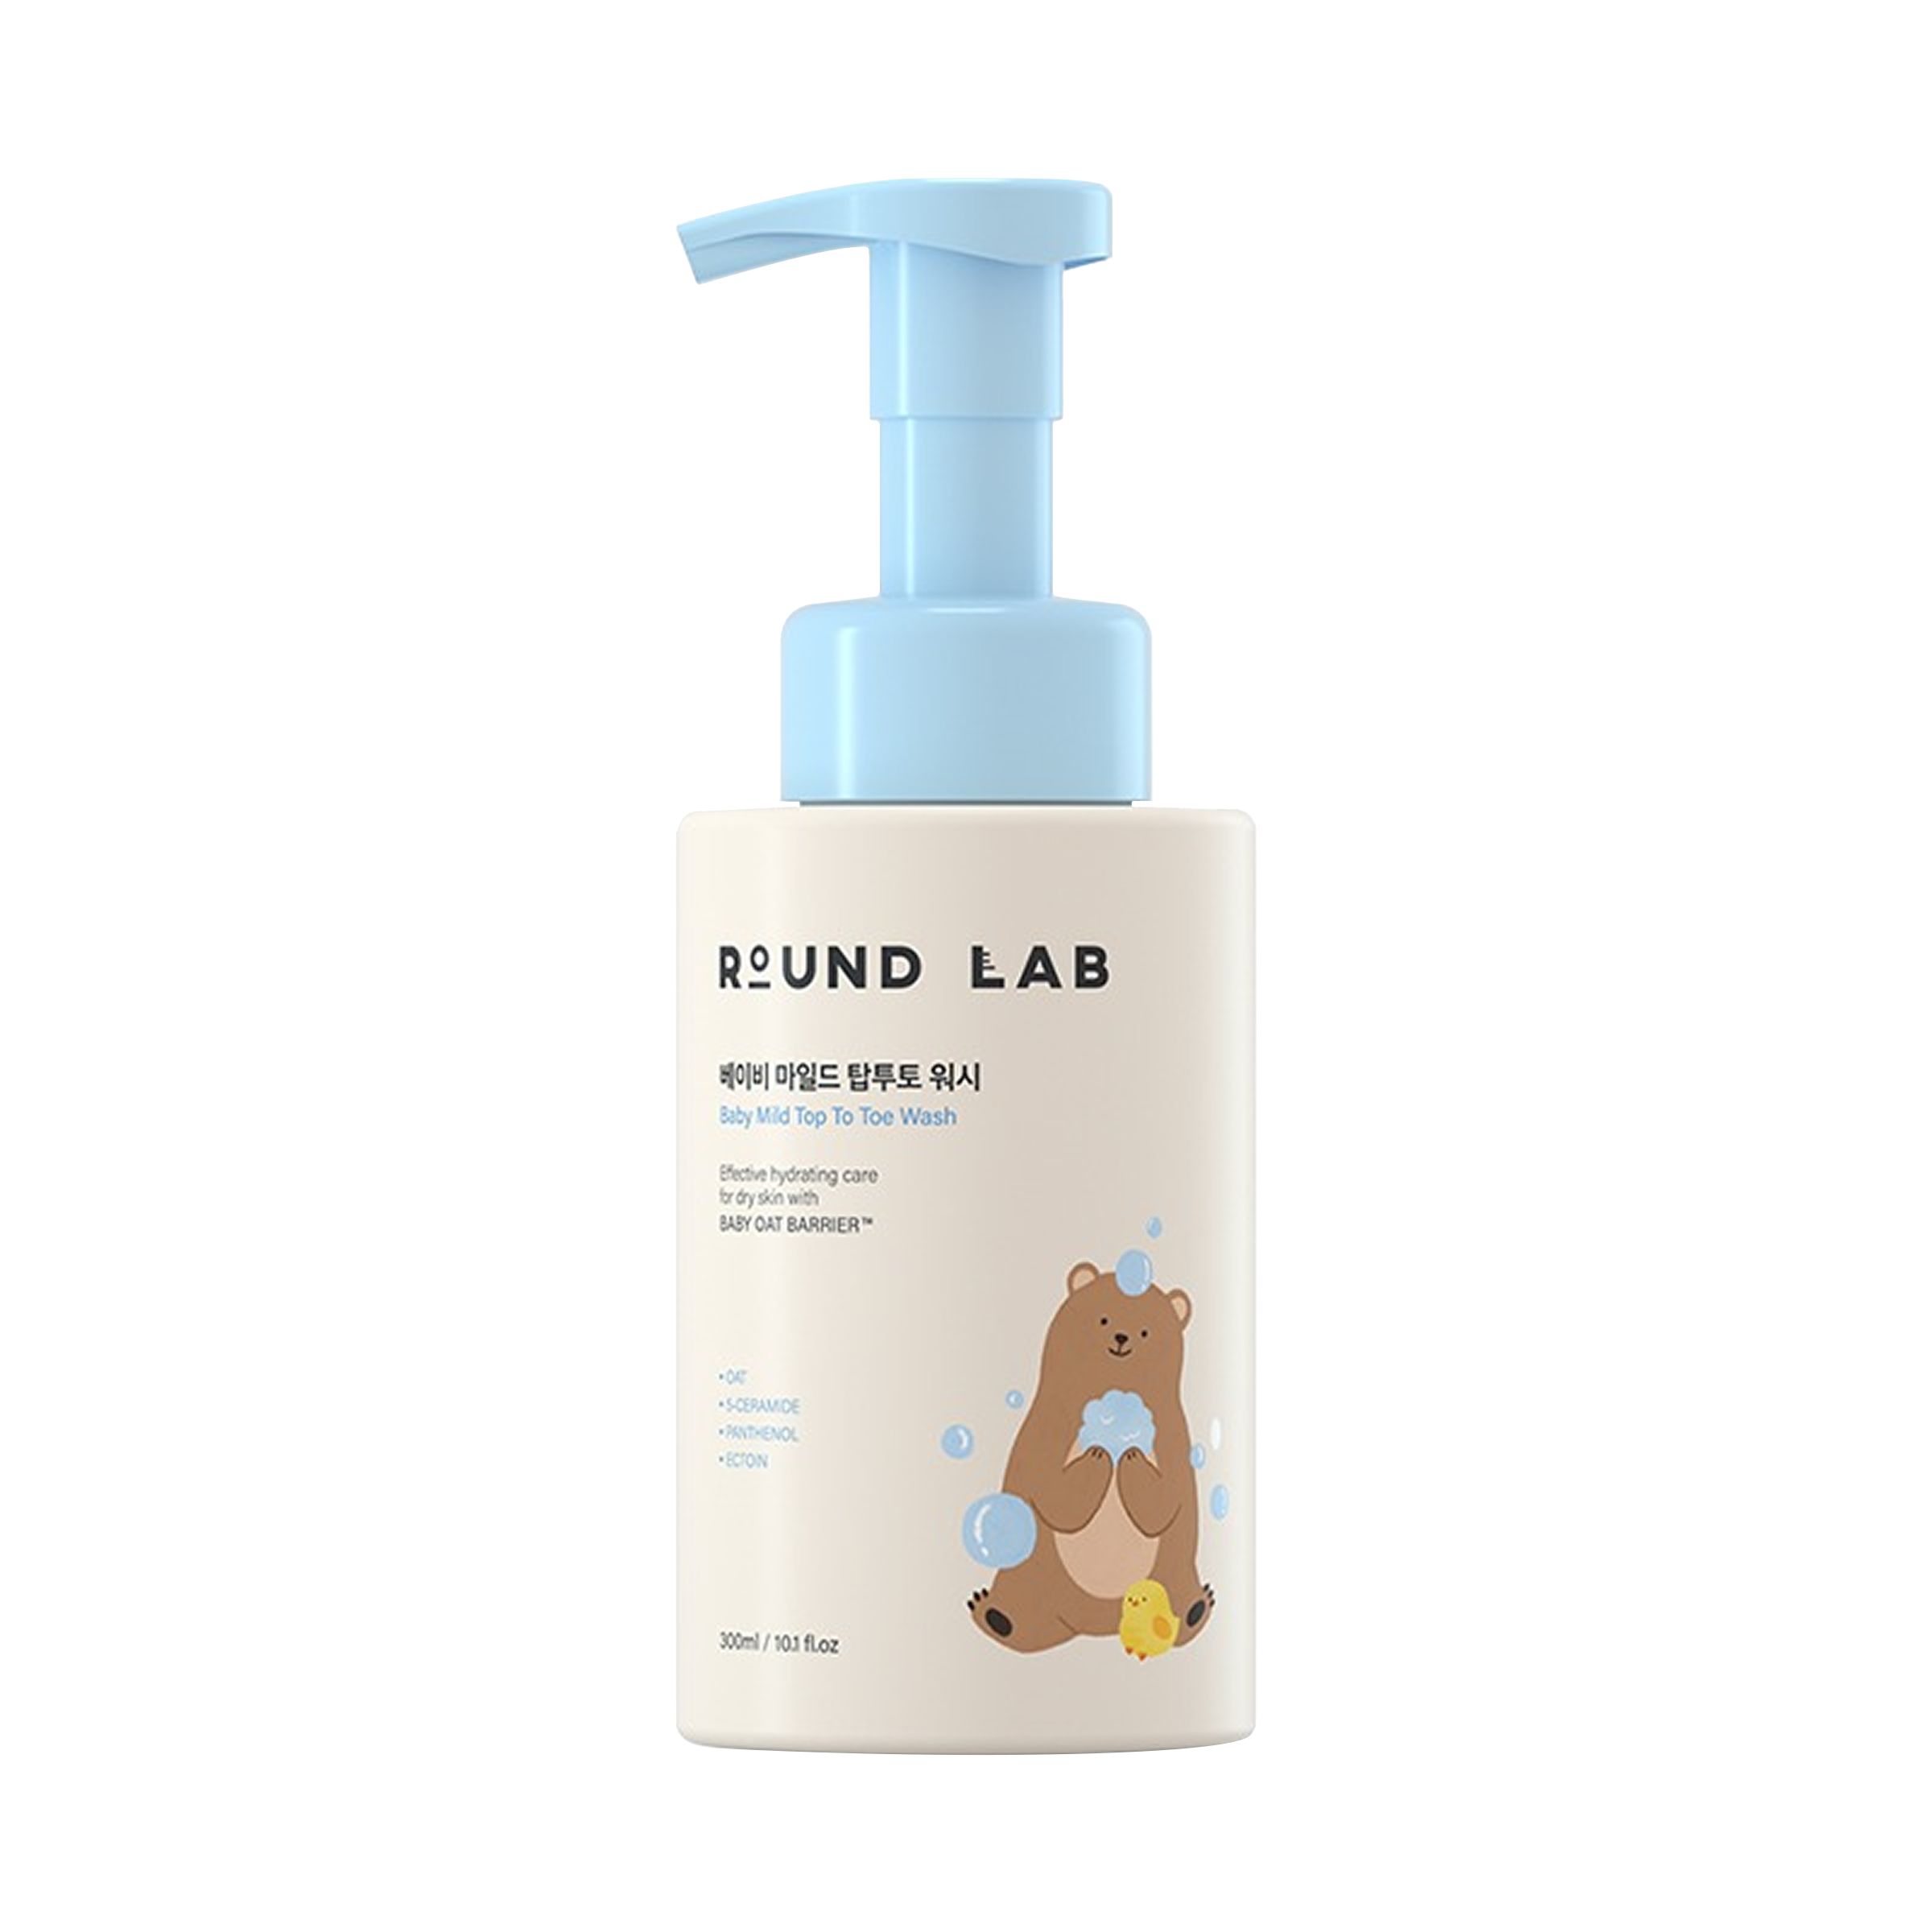 ROUND LAB
베이비 마일드 탑투토 워시
Baby Mild Top To Toe Wash
Effective hydrating care
for dry skin with
BABY OAT BARRIER™
• OAT
• 5-CERAMIDE
• PANTHENOL
• ECTOIN
300ml / 10.1 fl.oz